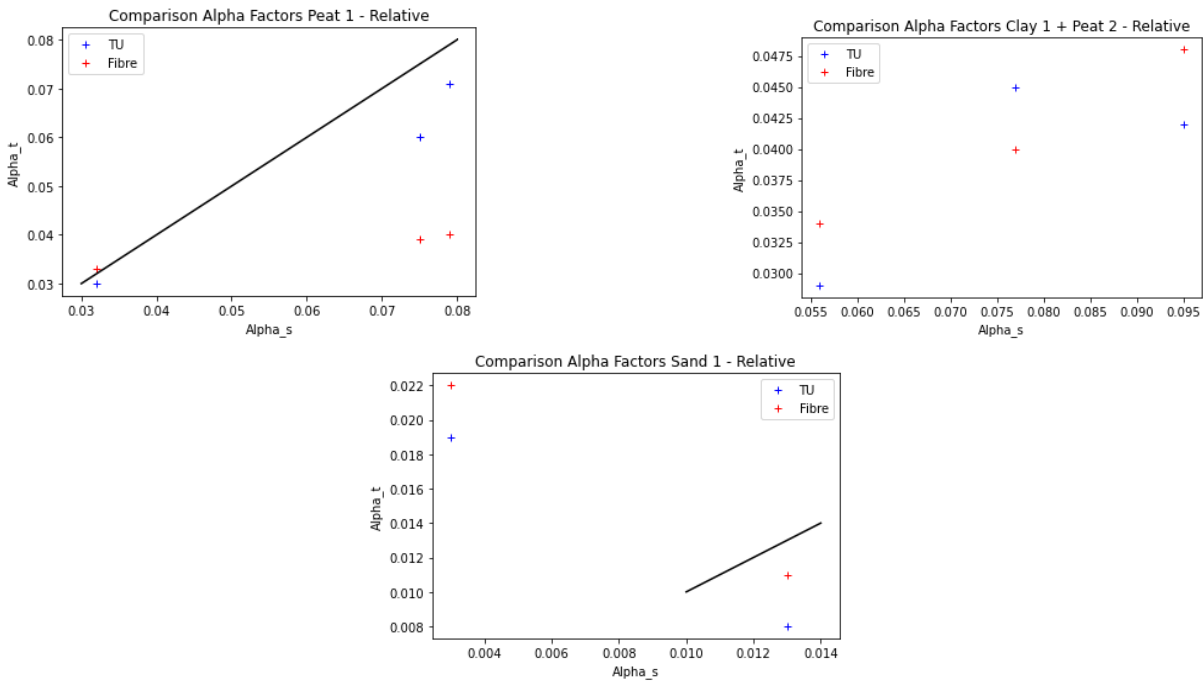 Comparison Alpha Factors Peat 1 - Relative
TU
Fibre
0.08
0.07
0.06
0.05
0.04
0.03
Alpha_t
0.03 0.04 0.05 0.06 0.07 0.08
Alpha_s
Comparison Alpha Factors Clay 1 + Peat 2 - Relative
TU
Fibre
0.0475
0.0450
0.0425
0.0400
0.0375
0.0350
0.0325
0.0300
Alpha_t
0.055 0.060 0.065 0.070 0.075 0.080 0.085 0.090 0.095
Alpha_s
Comparison Alpha Factors Sand 1 - Relative
TU
Fibre
0.022
0.020
0.018
0.016
0.014
0.012
0.010
0.008
Alpha_t
0.004 0.006 0.008 0.010 0.012 0.014
Alpha_s